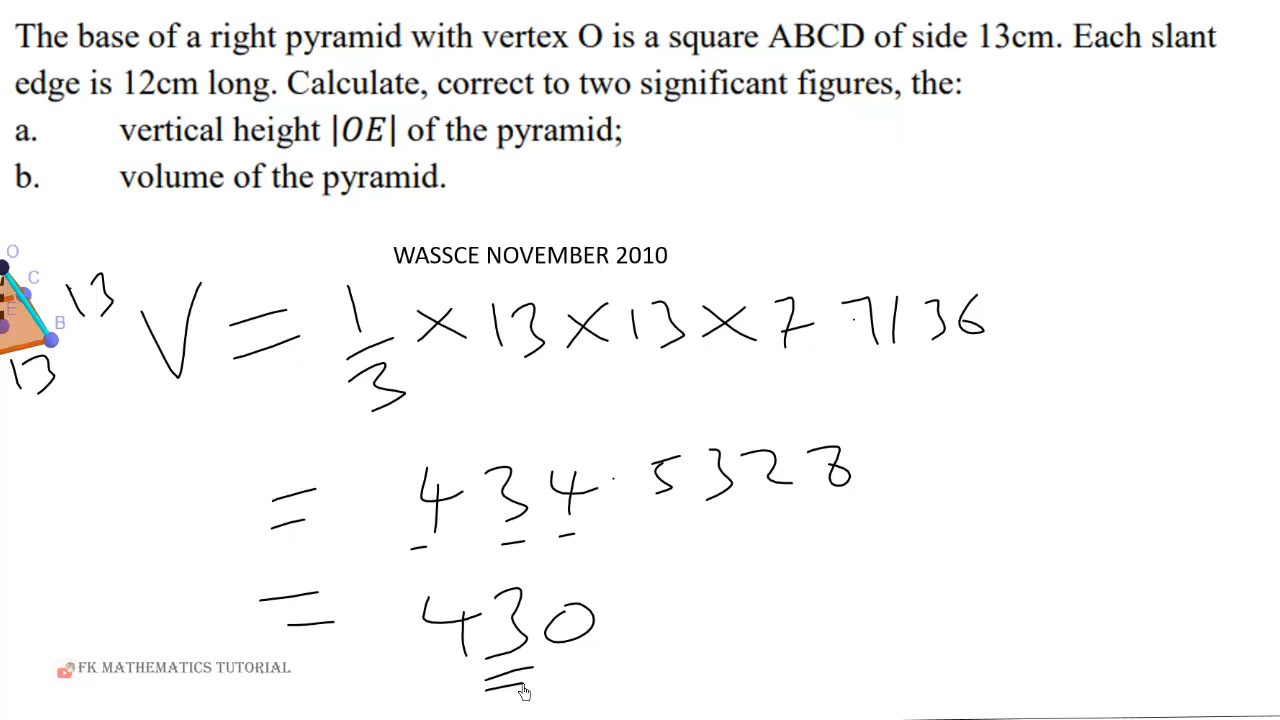 The base of a right pyramid with vertex O is a square ABCD of side 13cm. Each slant
edge is 12cm long. Calculate, correct to two significant figures, the:
a. vertical height |OE| of the pyramid;
b. volume of the pyramid.
WASSCE NOVEMBER 2010
O
C
E
B
13
13
V = 1/3 × 13 × 13 × 7.7136
= 434.5328
= 430
FK MATHEMATICS TUTORIAL